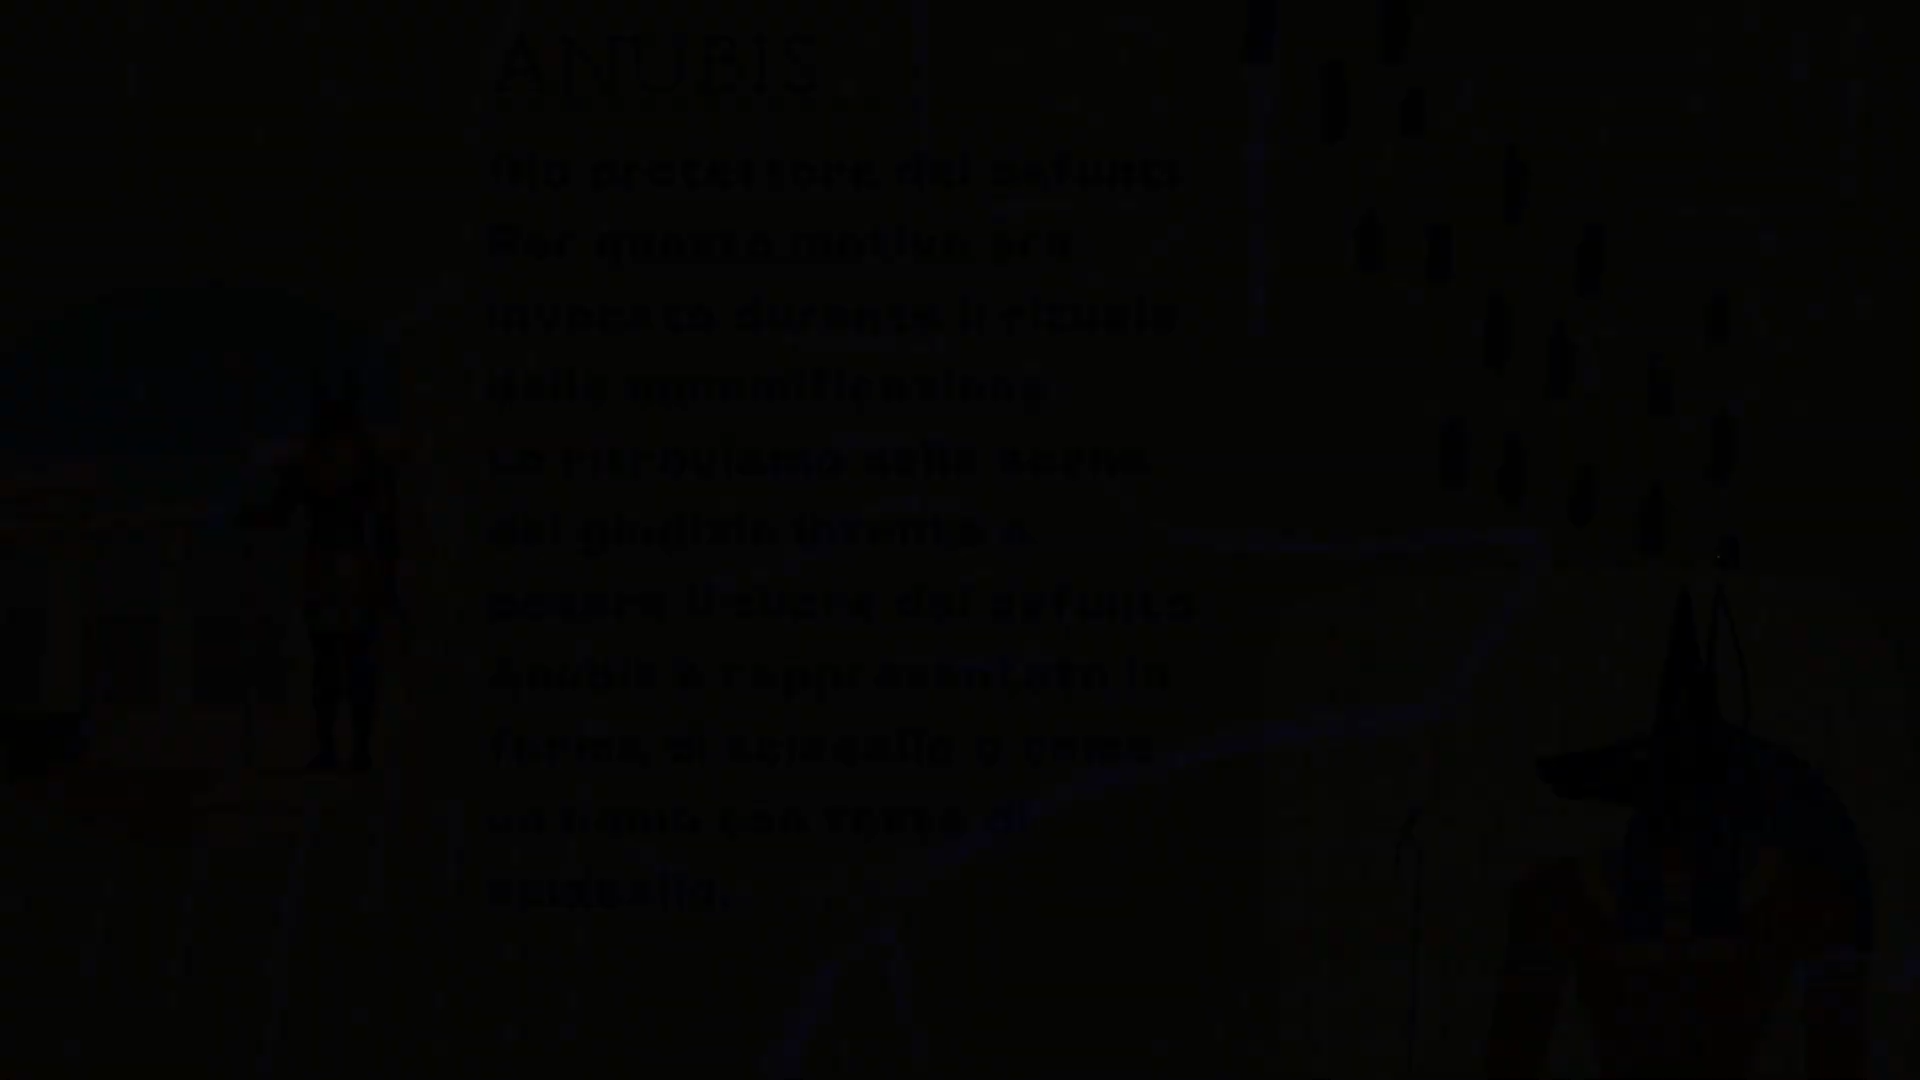 ANUBIS
Dio protettore dei defunti
Per questo motivo era
invocato durante il rituale
della mummificazione
Lo ritroviamo nella scena
del giudizio intento a
pesare il cuore del defunto
Anubis è rappresentato in
forma di sciacallo o come
un uomo con testa di
sciacallo.